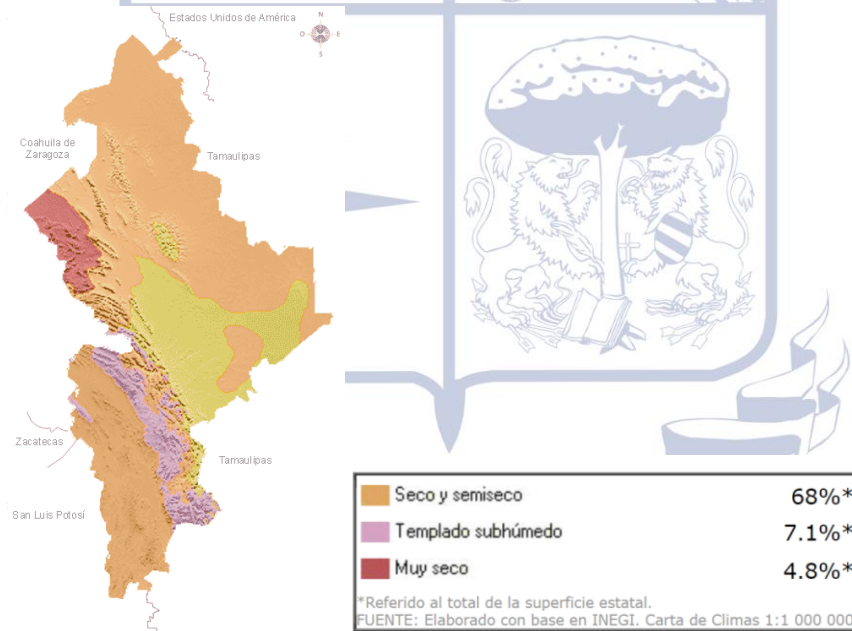 Estados Unidos de América
N
O
E
S
Coahuila de
Zaragoza
Tamaulipas
Zacatecas
Tamaulipas
San Luis Potosí
Seco y semiseco 68%*
Templado subhúmedo 7.1%*
Muy seco 4.8%*
*Referido al total de la superficie estatal.
FUENTE: Elaborado con base en INEGI. Carta de Climas 1:1 000 000